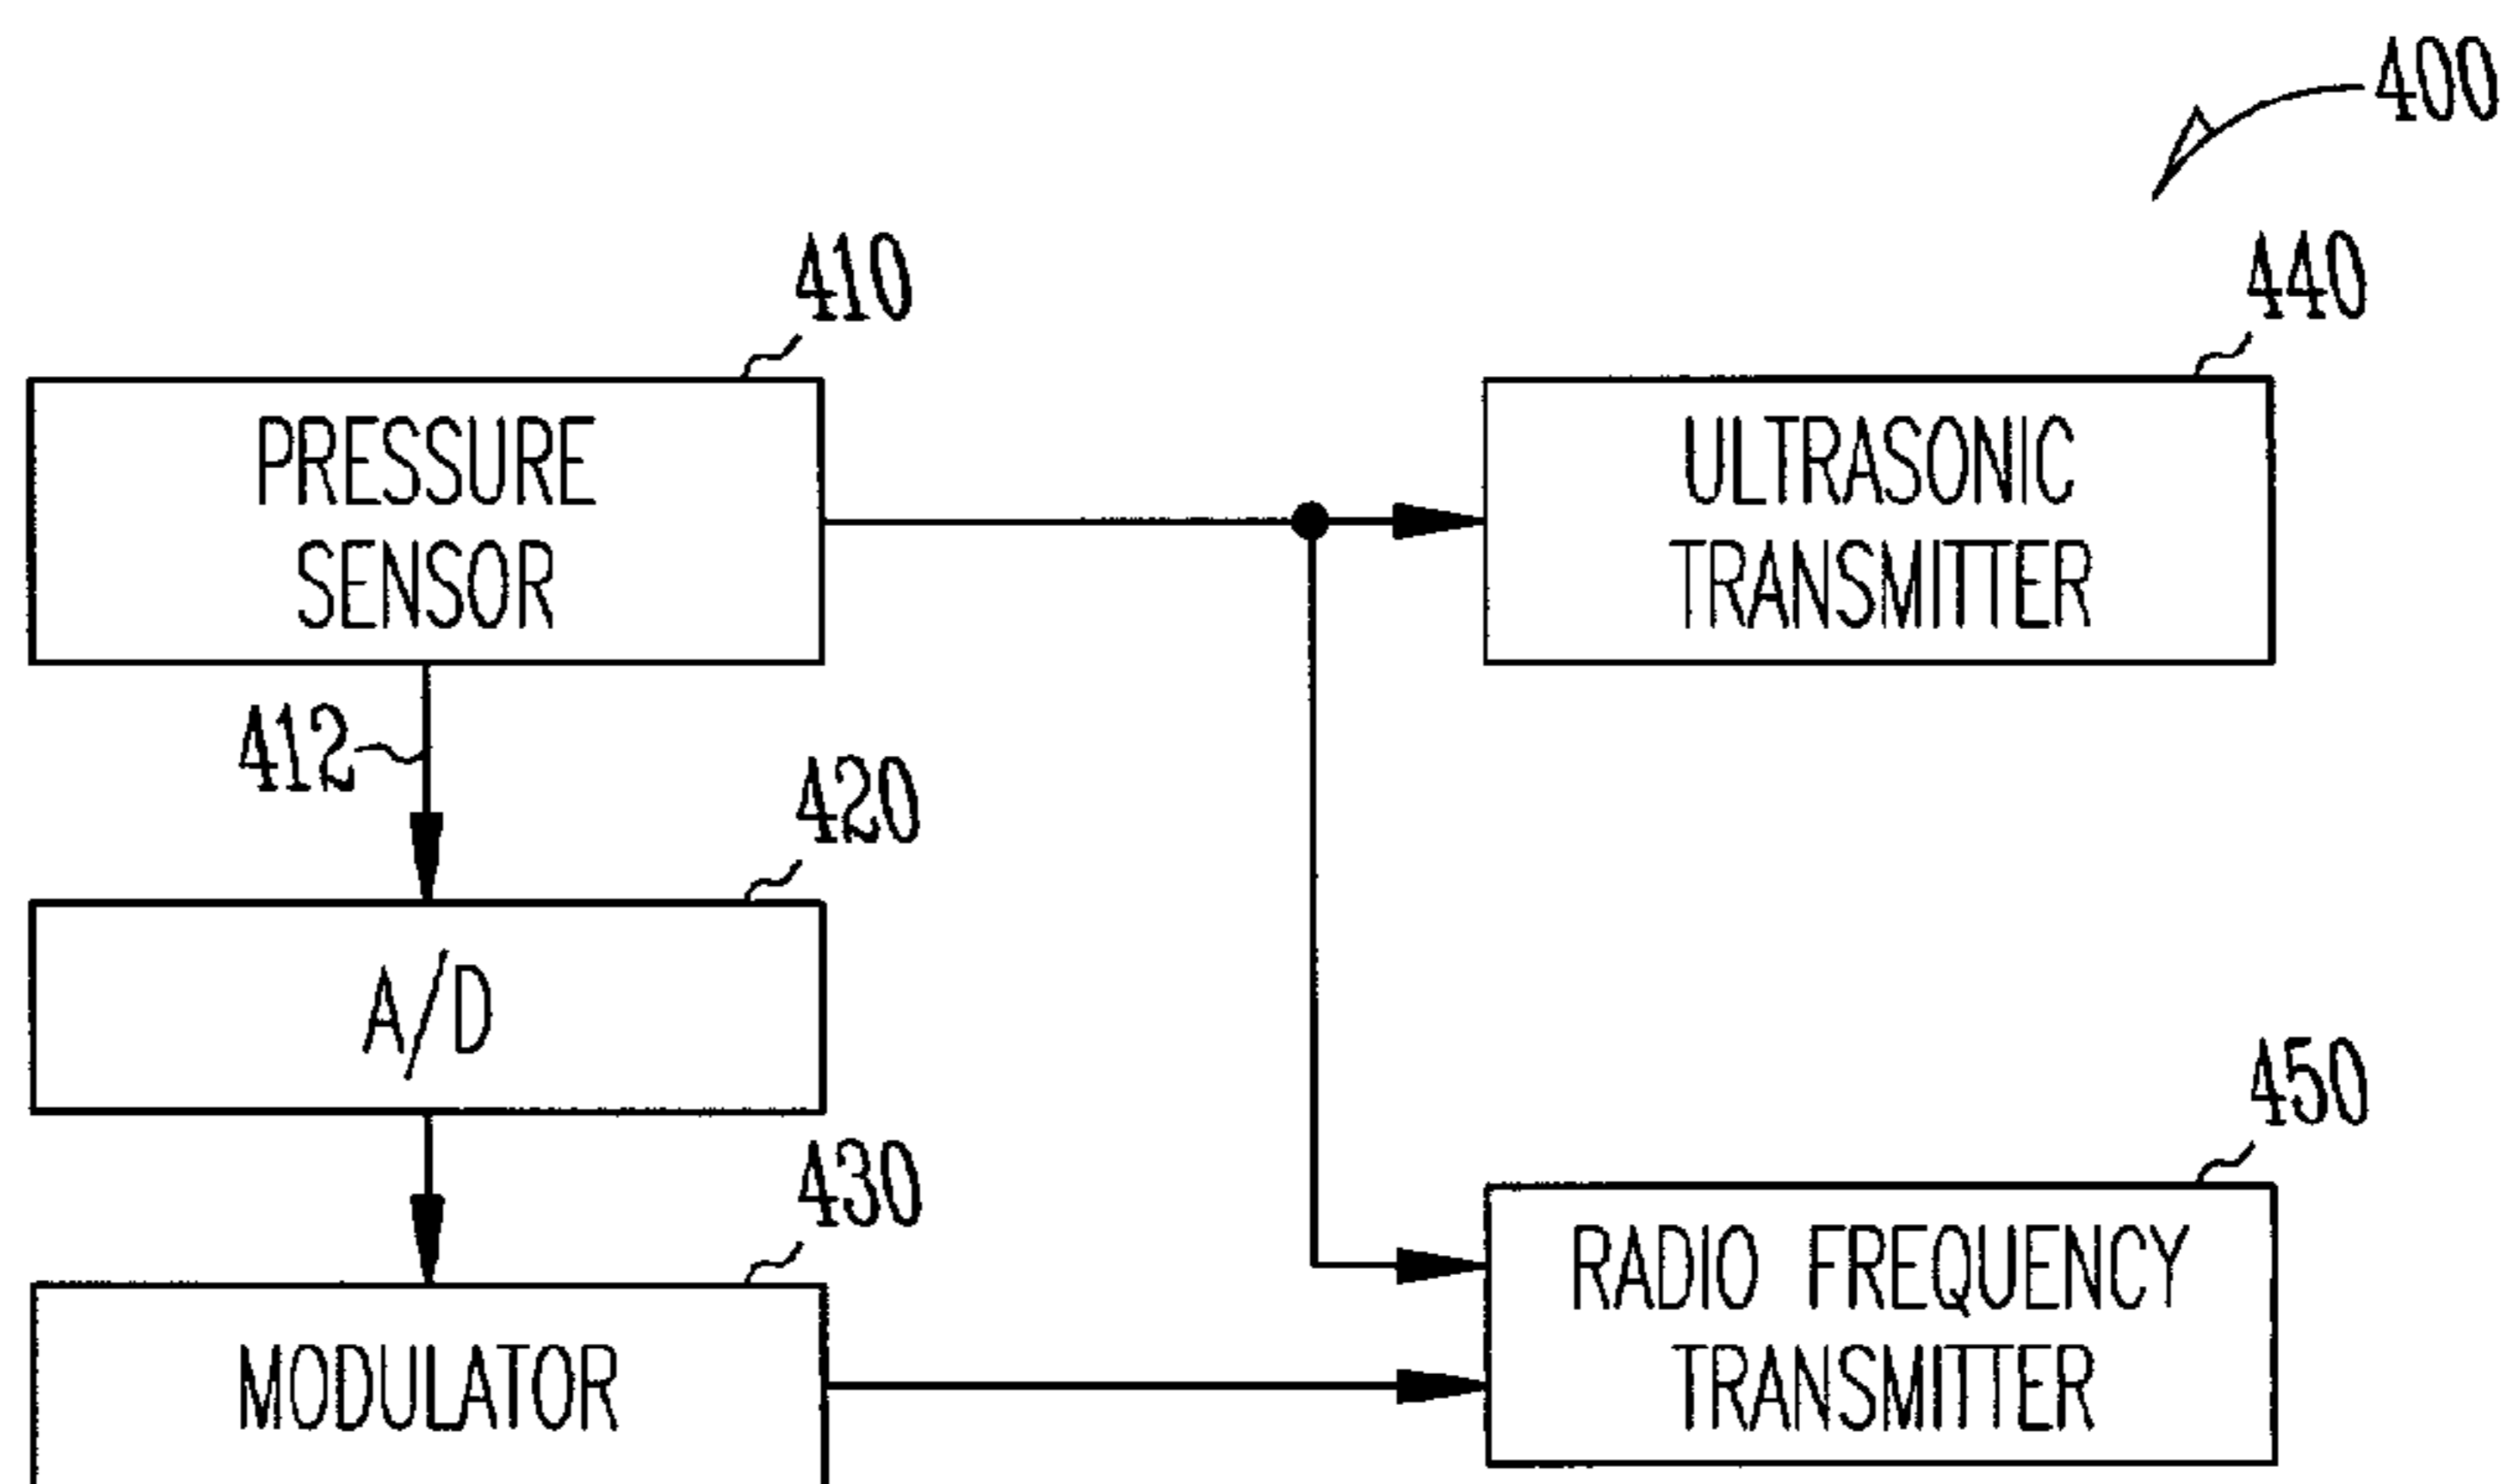 400
410
440
PRESSURE
SENSOR
ULTRASONIC
TRANSMITTER
412
420
A/D
450
430
RADIO FREQUENCY
TRANSMITTER
MODULATOR